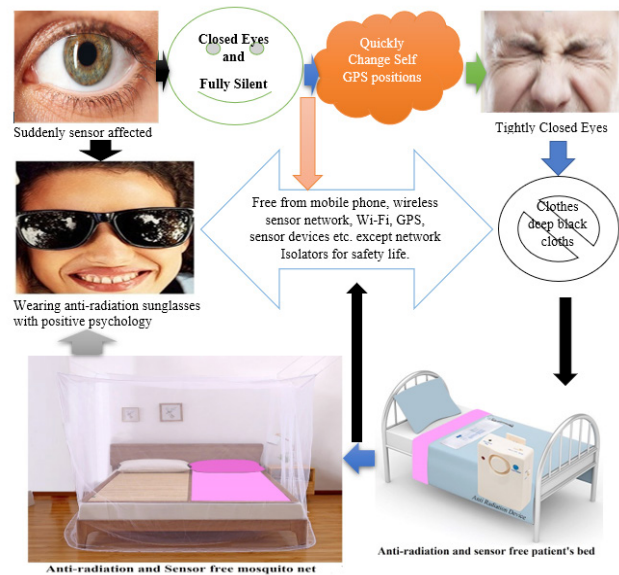 Closed Eyes
and
Fully Silent
Quickly
Change Self
GPS positions
Suddenly sensor affected
Tightly Closed Eyes
Free from mobile phone, wireless
sensor network, Wi-Fi, GPS,
sensor devices etc. except network
Isolators for safety life.
Clothes
deep black
cloths
Wearing anti-radiation sunglasses
with positive psychology
Anti Radiation Device
Anti-radiation and Sensor free mosquito net
Anti-radiation and sensor free patient's bed